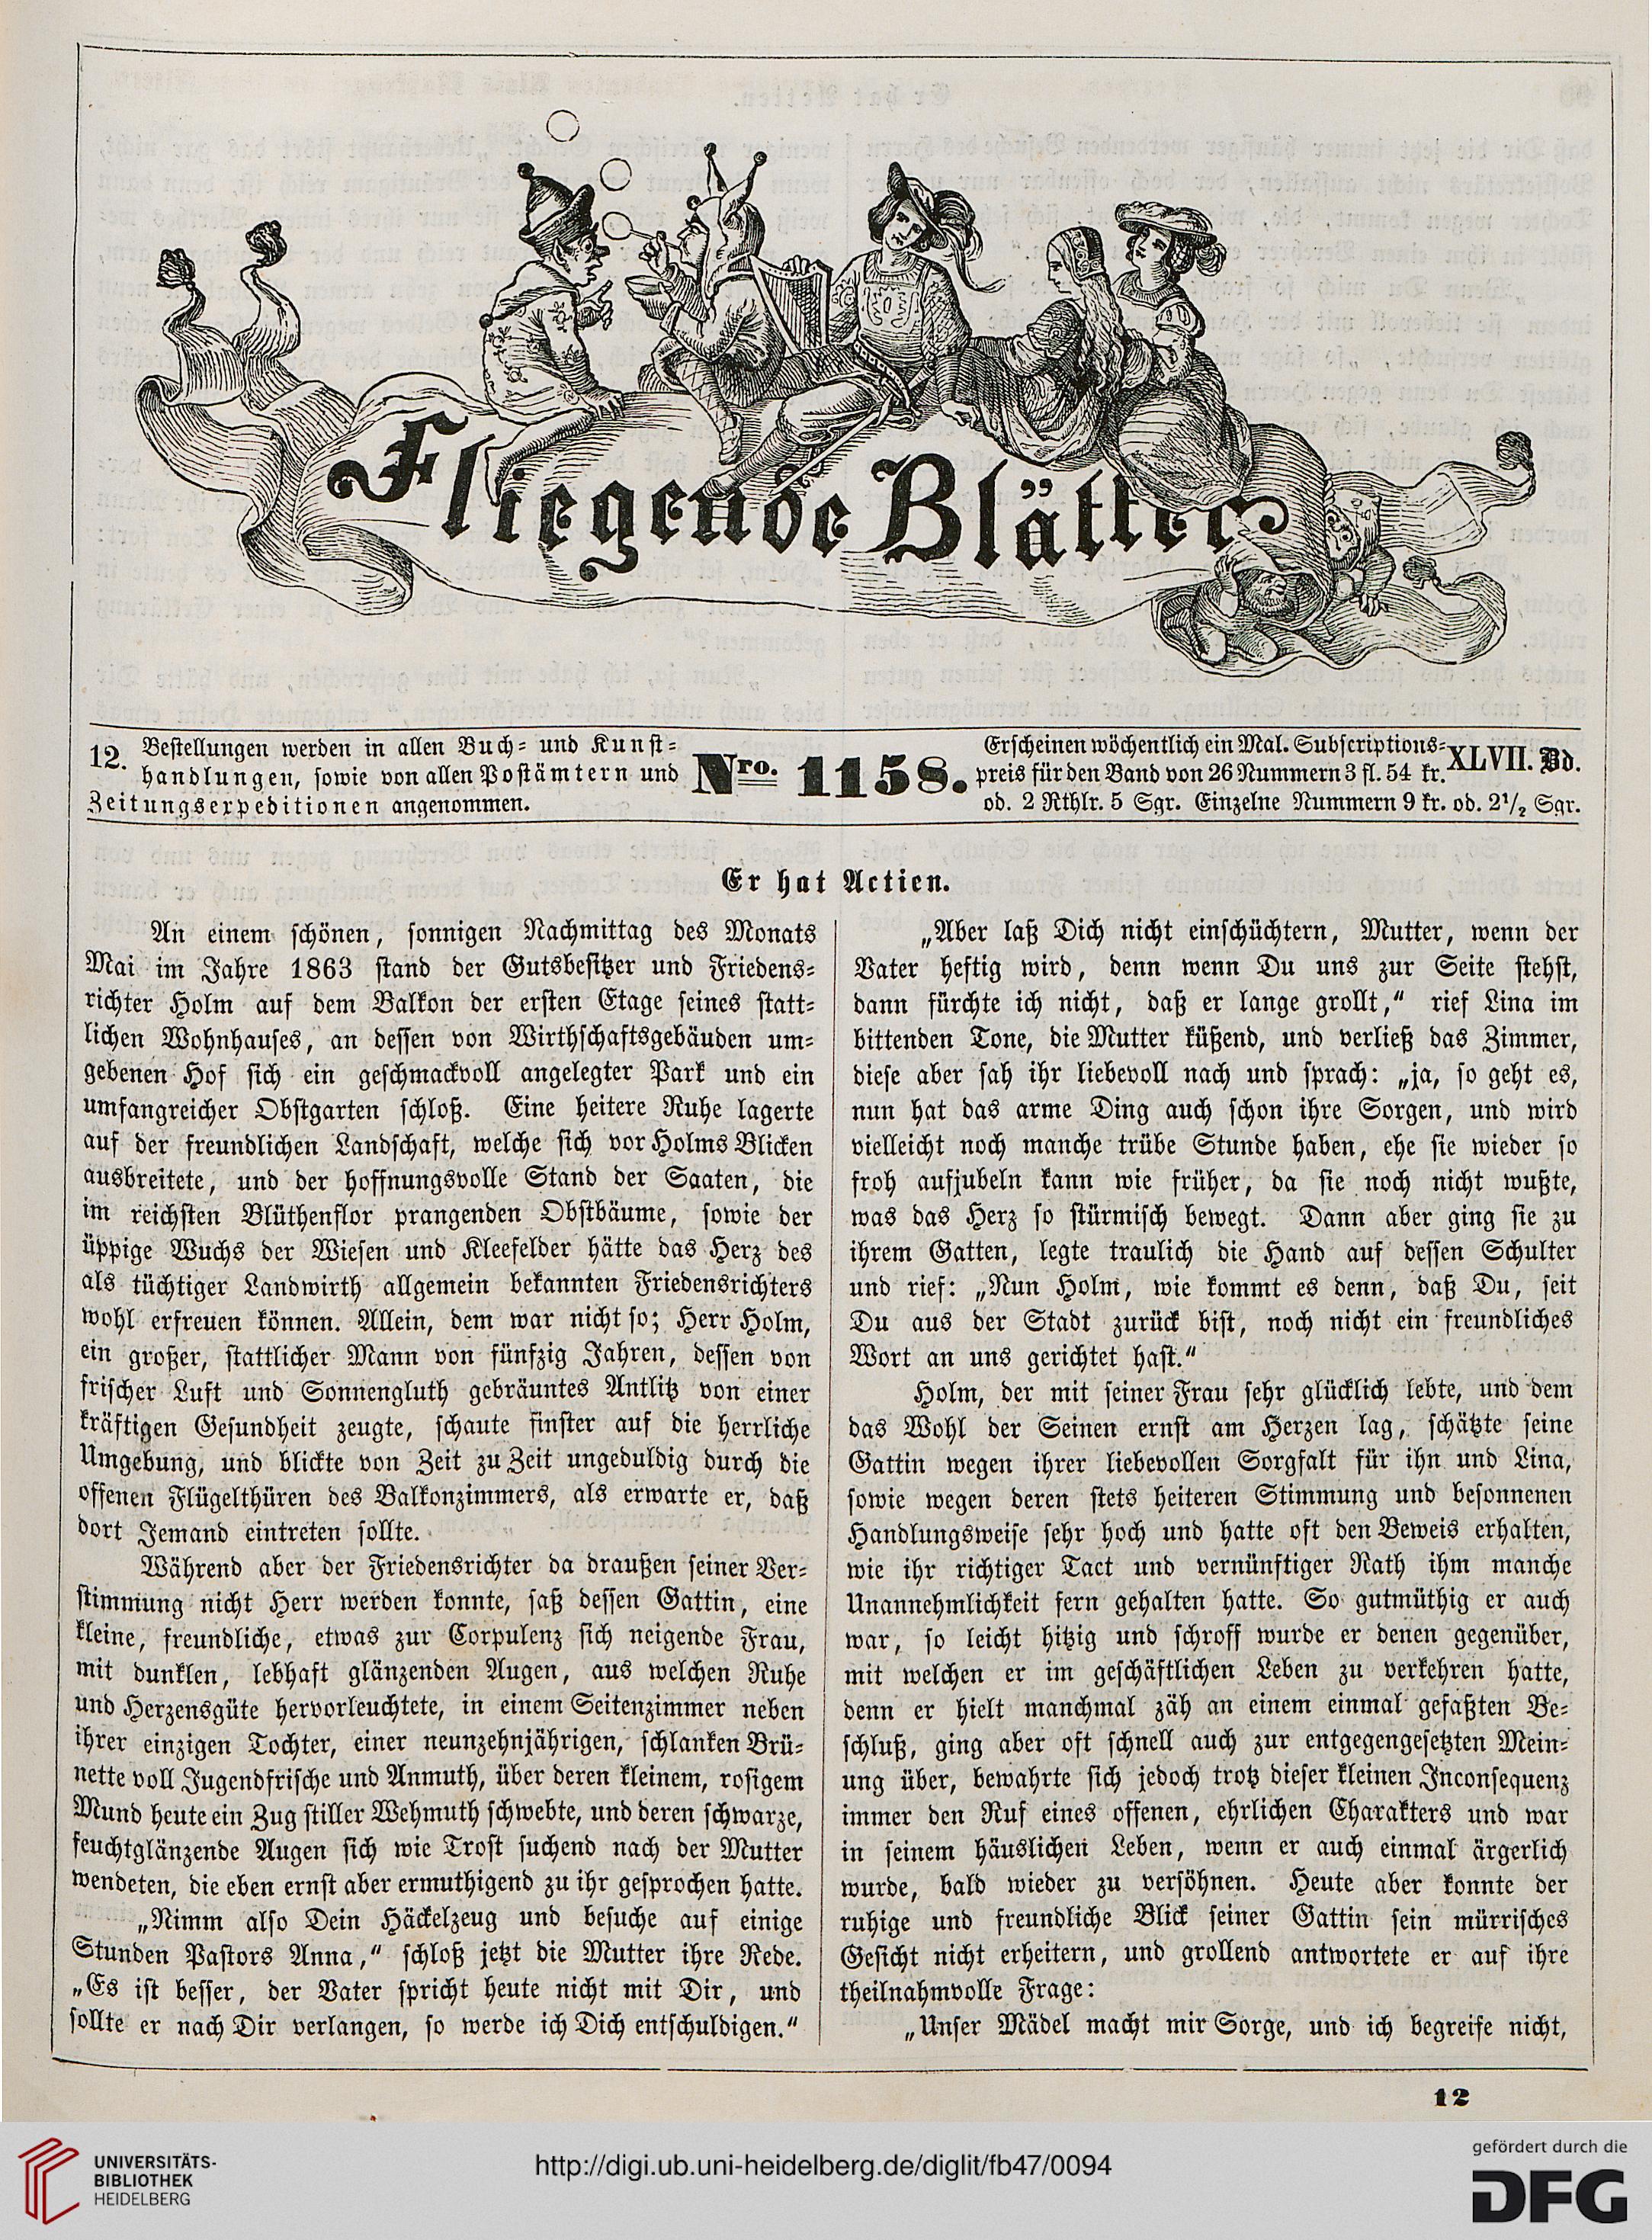 Fliegende Blätter
12.
Bestellungen werden in allen Buch- und Kunst-
handlungen, sowie von allen Postämtern und
Zeitungsexpeditionen angenommen.
Nro. 1158.
Erscheinen wöchentlich ein Mal. Subscriptions-
preis für den Band von 26 Nummern 3 fl. 54 kr.
od. 2 Rthlr. 5 Sgr. Einzelne Nummern 9 kr. od. 2½ Sgr.
XLVII. Bd.
Er hat Actien.
An einem schönen, sonnigen Nachmittag des Monats
Mai im Jahre 1863 stand der Gutsbesitzer und Friedens-
richter Holm auf dem Balkon der ersten Etage seines statt-
lichen Wohnhauses, an dessen von Wirthschaftsgebäuden um-
gebenen Hof sich ein geschmackvoll angelegter Park und ein
umfangreicher Obstgarten schloß. Eine heitere Ruhe lagerte
auf der freundlichen Landschaft, welche sich vor Holms Blicken
ausbreitete, und der hoffnungsvolle Stand der Saaten, die
im reichsten Blüthenflor prangenden Obstbäume, sowie der
üppige Wuchs der Wiesen und Kleefelder hätte das Herz des
als tüchtiger Landwirth allgemein bekannten Friedensrichters
wohl erfreuen können. Allein, dem war nicht so; Herr Holm,
ein großer, stattlicher Mann von fünfzig Jahren, dessen von
frischer Luft und Sonnengluth gebräuntes Antlitz von einer
kräftigen Gesundheit zeugte, schaute finster auf die herrliche
Umgebung, und blickte von Zeit zu Zeit ungeduldig durch die
offenen Flügelthüren des Balkonzimmers, als erwarte er, daß
dort Jemand eintreten sollte.
Während aber der Friedensrichter da draußen seiner Ver-
stimmung nicht Herr werden konnte, saß dessen Gattin, eine
kleine, freundliche, etwas zur Corpulenz sich neigende Frau,
mit dunklen, lebhaft glänzenden Augen, aus welchen Ruhe
und Herzensgüte hervorleuchtete, in einem Seitenzimmer neben
ihrer einzigen Tochter, einer neunzehnjährigen, schlanken Brü-
nette voll Jugendfrische und Anmuth, über deren kleinem, rosigem
Mund heute ein Zug stiller Wehmuth schwebte, und deren schwarze,
feuchtglänzende Augen sich wie Trost suchend nach der Mutter
wendeten, die eben ernst aber ermuthigend zu ihr gesprochen hatte.
„Nimm also Dein Häckelzeug und besuche auf einige
Stunden Pastors Anna,“ schloß jetzt die Mutter ihre Rede.
„Es ist besser, der Vater spricht heute nicht mit Dir, und
sollte er nach Dir verlangen, so werde ich Dich entschuldigen.“
„Aber laß Dich nicht einschüchtern, Mutter, wenn der
Vater heftig wird, denn wenn Du uns zur Seite stehst,
dann fürchte ich nicht, daß er lange grollt,“ rief Lina im
bittenden Tone, die Mutter küßend, und verließ das Zimmer,
diese aber sah ihr liebevoll nach und sprach: „ja, so geht es,
nun hat das arme Ding auch schon ihre Sorgen, und wird
vielleicht noch manche trübe Stunde haben, ehe sie wieder so
froh aufjubeln kann wie früher, da sie noch nicht wußte,
was das Herz so stürmisch bewegt. Dann aber ging sie zu
ihrem Gatten, legte traulich die Hand auf dessen Schulter
und rief: „Nun Holm, wie kommt es denn, daß Du, seit
Du aus der Stadt zurück bist, noch nicht ein freundliches
Wort an uns gerichtet hast.“
Holm, der mit seiner Frau sehr glücklich lebte, und dem
das Wohl der Seinen ernst am Herzen lag, schätzte seine
Gattin wegen ihrer liebevollen Sorgfalt für ihn und Lina,
sowie wegen deren stets heiteren Stimmung und besonnenen
Handlungsweise sehr hoch und hatte oft den Beweis erhalten,
wie ihr richtiger Tact und vernünftiger Rath ihm manche
Unannehmlichkeit fern gehalten hatte. So gutmüthig er auch
war, so leicht hitzig und schroff wurde er denen gegenüber,
mit welchen er im geschäftlichen Leben zu verkehren hatte,
denn er hielt manchmal zäh an einem einmal gefaßten Be-
schluß, ging aber oft schnell auch zur entgegengesetzten Mein-
ung über, bewahrte sich jedoch trotz dieser kleinen Inconsequenz
immer den Ruf eines offenen, ehrlichen Charakters und war
in seinem häuslichen Leben, wenn er auch einmal ärgerlich
wurde, bald wieder zu versöhnen. Heute aber konnte der
ruhige und freundliche Blick seiner Gattin sein mürrisches
Gesicht nicht erheitern, und grollend antwortete er auf ihre
theilnahmvolle Frage:
„Unser Mädel macht mir Sorge, und ich begreife nicht,
12
UNIVERSITÄTS-
BIBLIOTHEK
HEIDELBERG
http://digi.ub.uni-heidelberg.de/diglit/fb47/0094
gefördert durch die
DFG